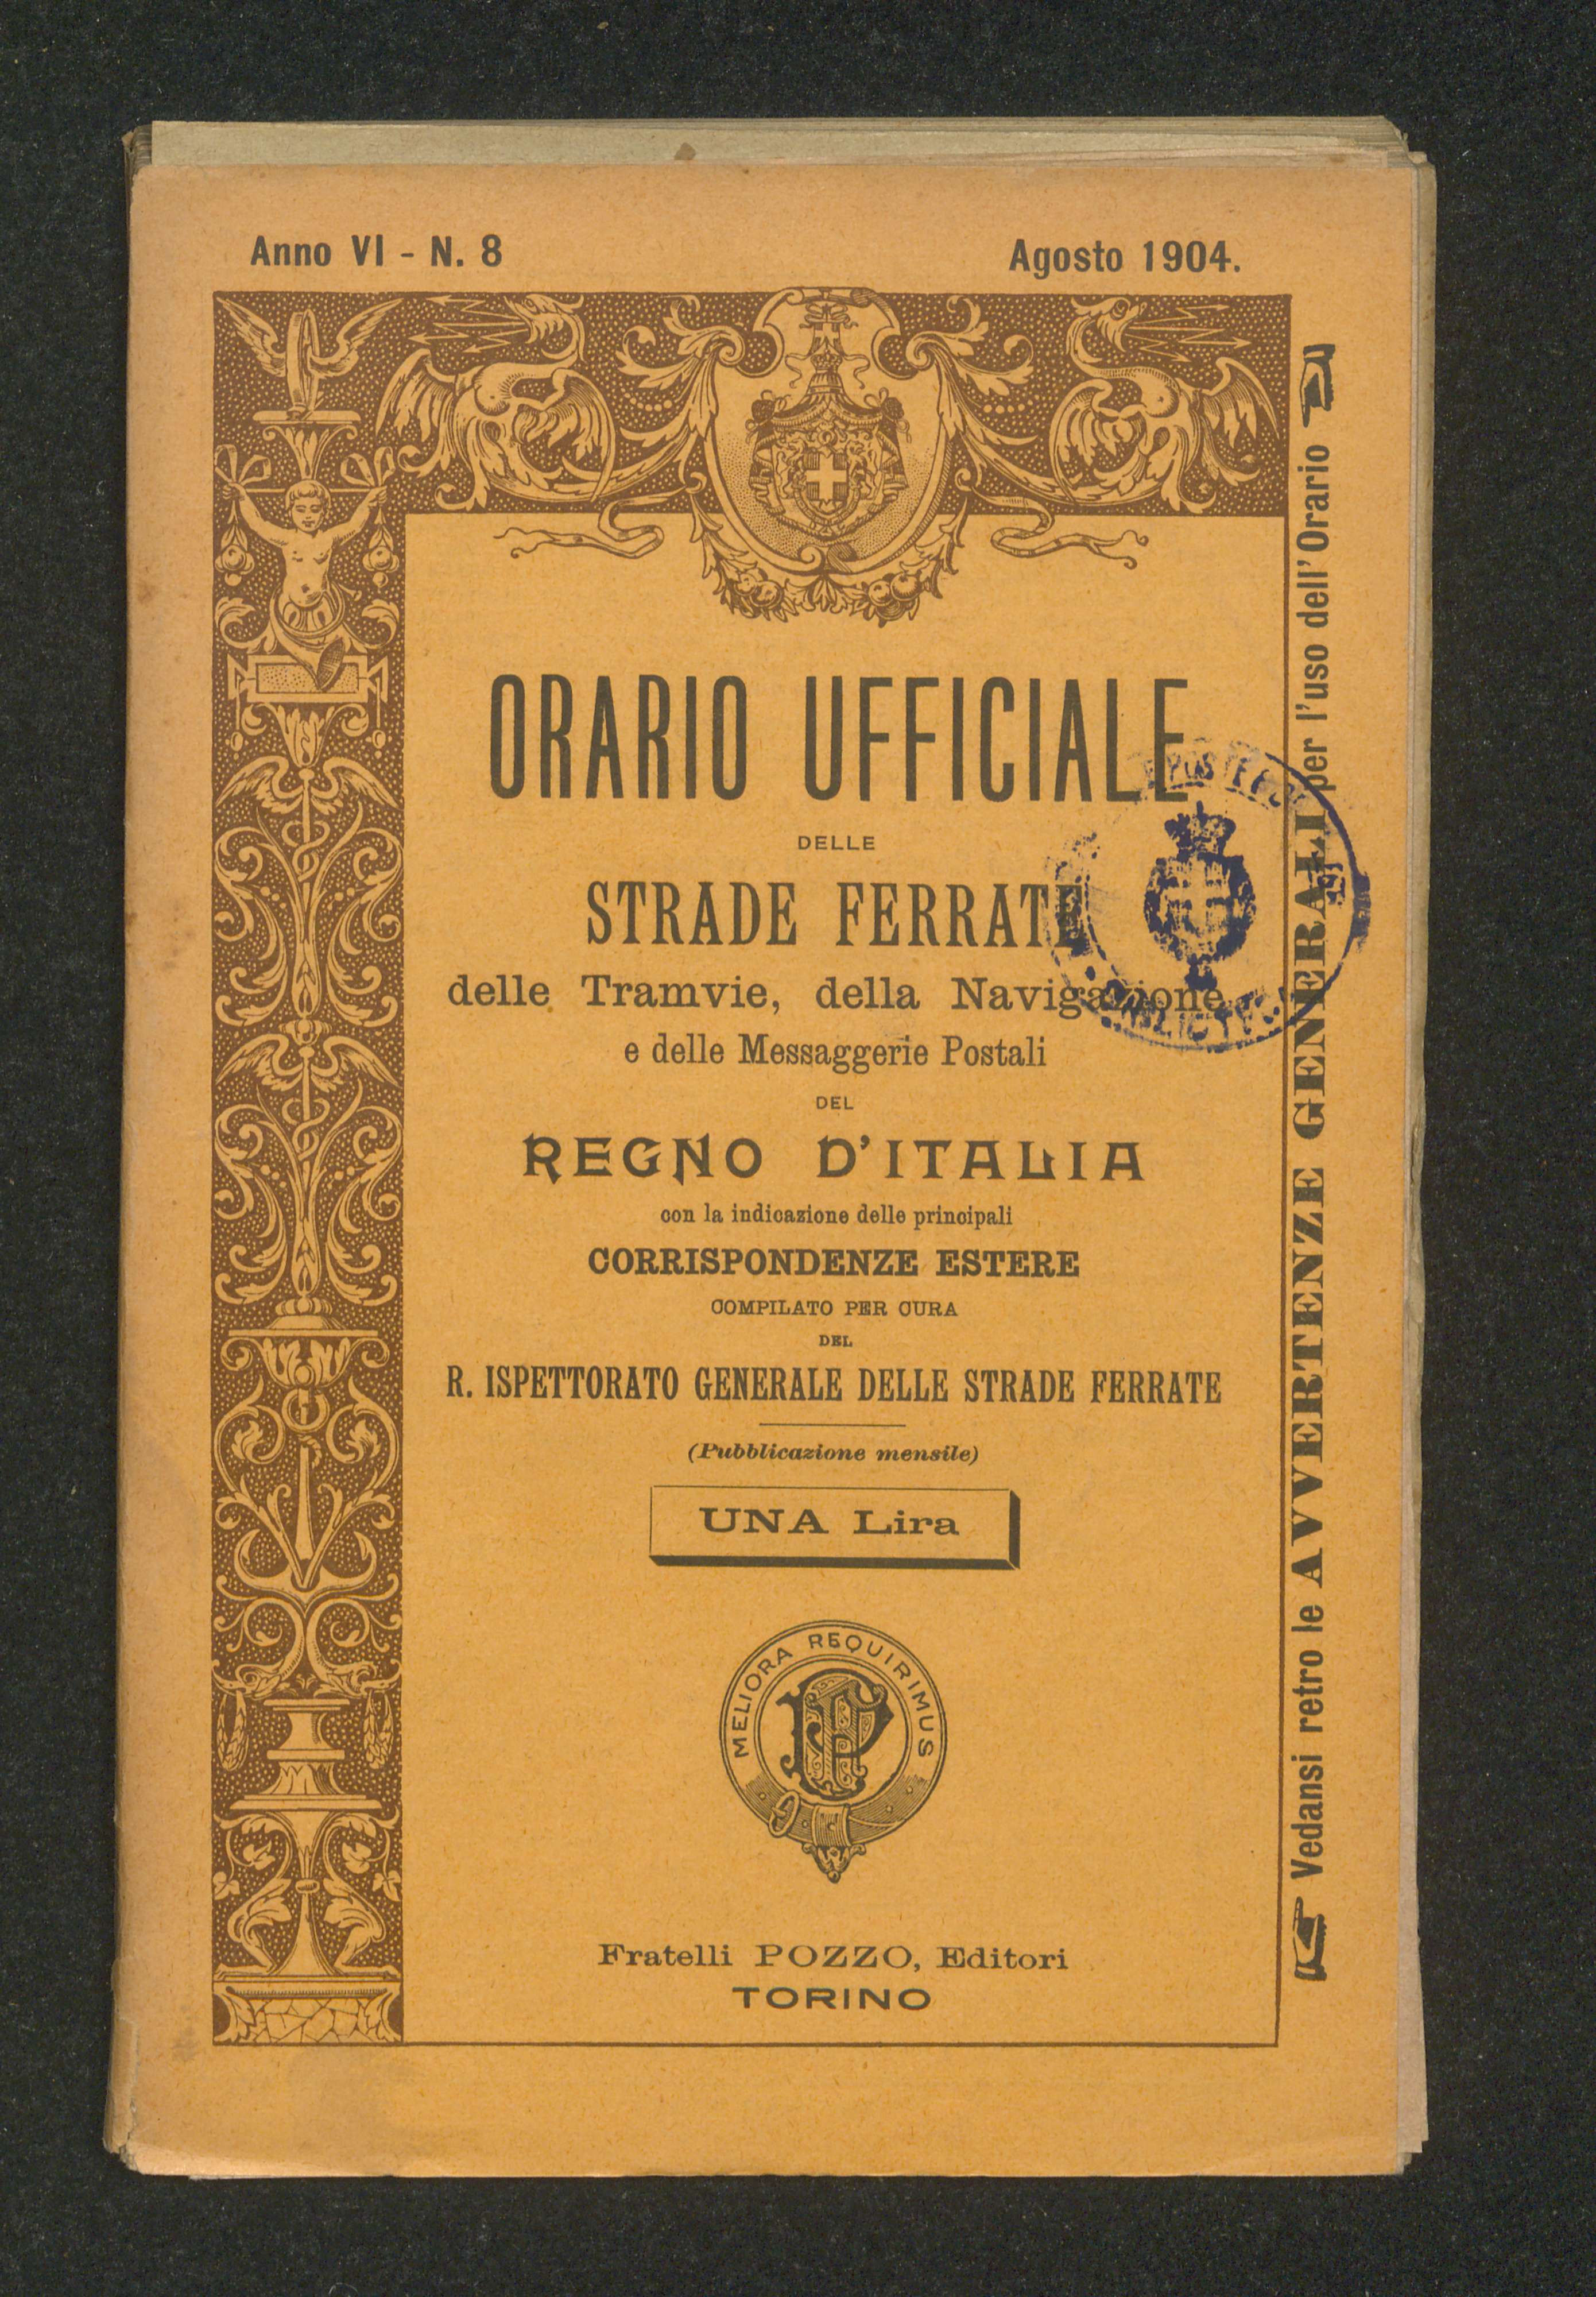 Anno VI - N. 8
Agosto 1904.
ORARIO UFFICIALE
DELLE
STRADE FERRATE
delle Tramvie, della Navigazione
e delle Messaggerie Postali
DEL
REGNO D'ITALIA
con la indicazione delle principali
CORRISPONDENZE ESTERE
COMPILATO PER CURA
DEL
R. ISPETTORATO GENERALE DELLE STRADE FERRATE
(Pubblicazione mensile)
UNA Lira
MELIORA REQUIRIMUS
FP
Fratelli POZZO, Editori
TORINO
Vedansi retro le AVVERTENZE GENERALI per l'uso dell'Orario